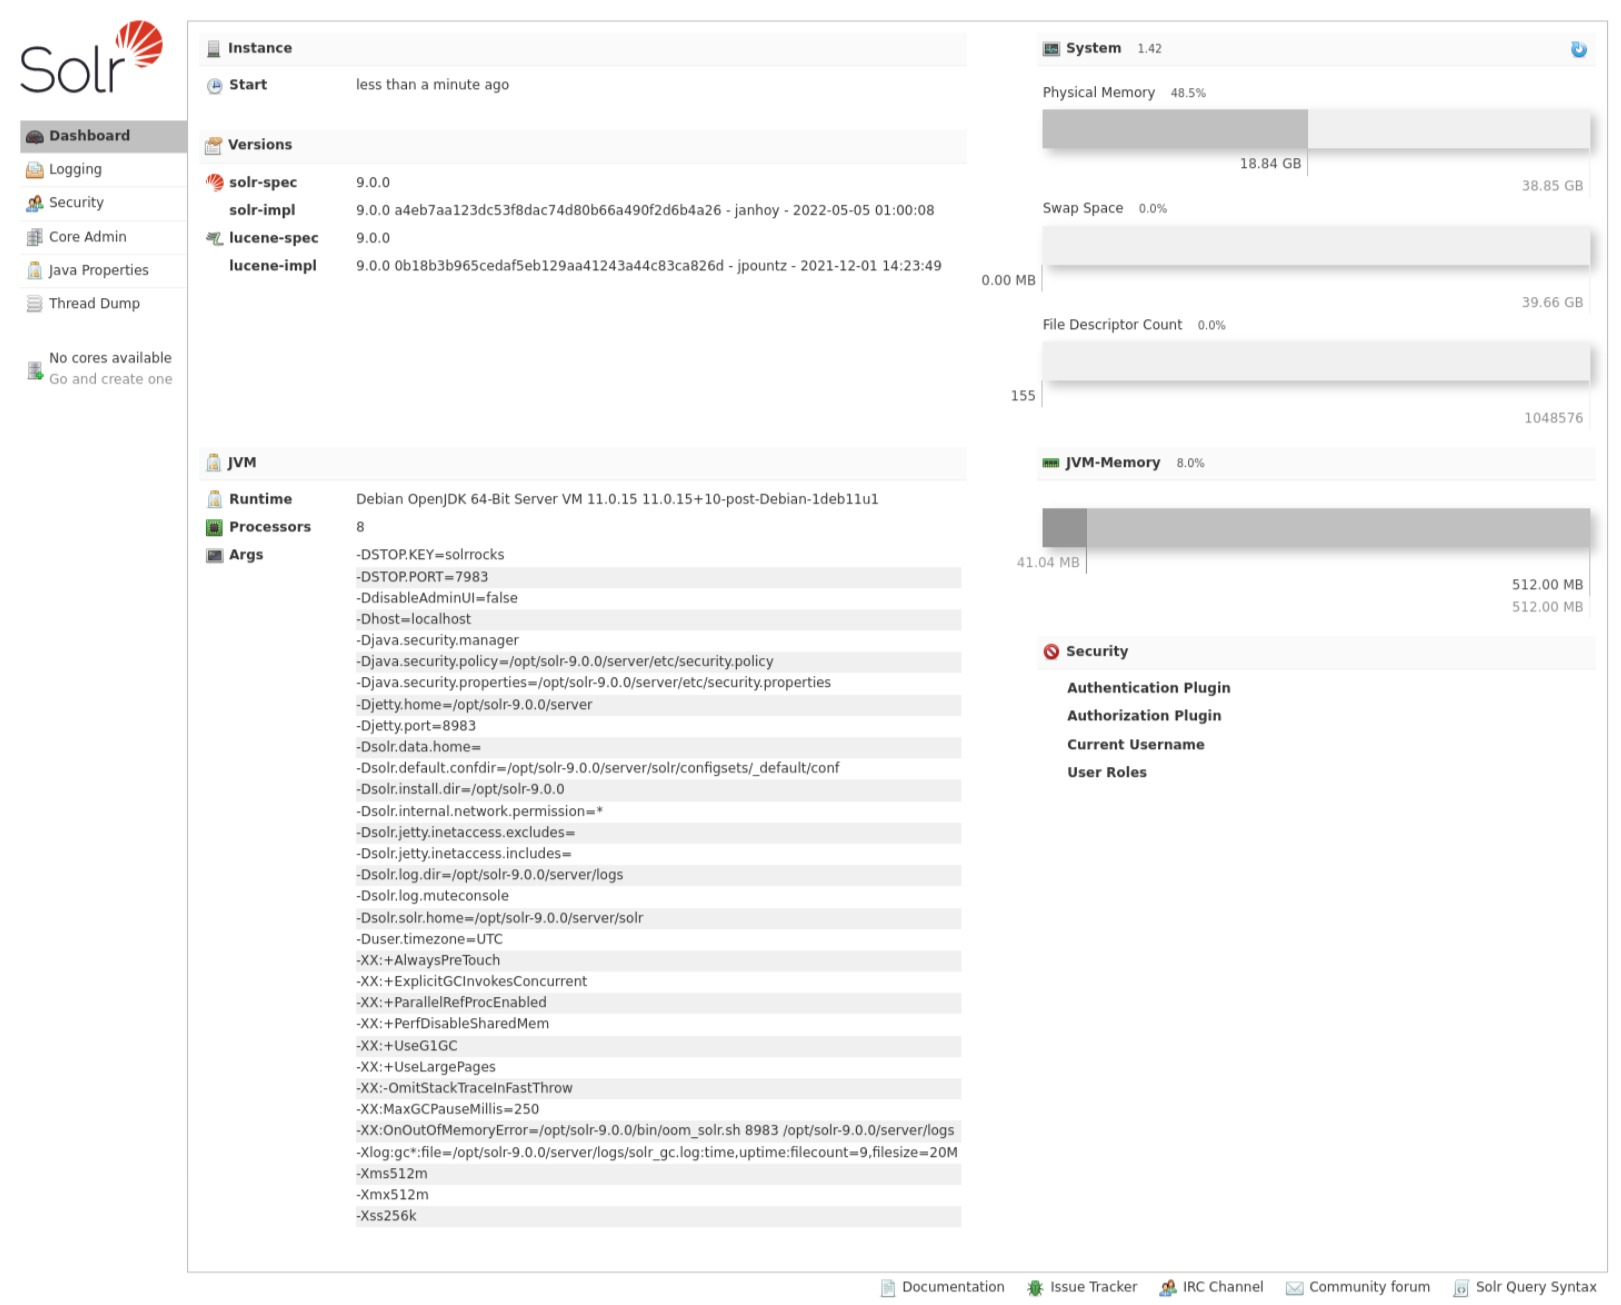 Solr
Dashboard
Logging
Security
Core Admin
Java Properties
Thread Dump
No cores available
Go and create one
Instance
Start less than a minute ago
Versions
solr-spec 9.0.0
solr-impl 9.0.0 a4eb7aa123dc53f8dac74d80b66a490f2d6b4a26 - janhoy - 2022-05-05 01:00:08
lucene-spec 9.0.0
lucene-impl 9.0.0 0b18b3b965cedaf5eb129aa41243a44c83ca826d - jpountz - 2021-12-01 14:23:49
JVM
Runtime Debian OpenJDK 64-Bit Server VM 11.0.15 11.0.15+10-post-Debian-1deb11u1
Processors 8
Args -DSTOP.KEY=solrrocks
-DSTOP.PORT=7983
-DdisableAdminUI=false
-Dhost=localhost
-Djava.security.manager
-Djava.security.policy=/opt/solr-9.0.0/server/etc/security.policy
-Djava.security.properties=/opt/solr-9.0.0/server/etc/security.properties
-Djetty.home=/opt/solr-9.0.0/server
-Djetty.port=8983
-Dsolr.data.home=
-Dsolr.default.confdir=/opt/solr-9.0.0/server/solr/configsets/_default/conf
-Dsolr.install.dir=/opt/solr-9.0.0
-Dsolr.internal.network.permission=*
-Dsolr.jetty.inetaccess.excludes=
-Dsolr.jetty.inetaccess.includes=
-Dsolr.log.dir=/opt/solr-9.0.0/server/logs
-Dsolr.log.muteconsole
-Dsolr.solr.home=/opt/solr-9.0.0/server/solr
-Duser.timezone=UTC
-XX:+AlwaysPreTouch
-XX:+ExplicitGCInvokesConcurrent
-XX:+ParallelRefProcEnabled
-XX:+PerfDisableSharedMem
-XX:+UseG1GC
-XX:+UseLargePages
-XX:-OmitStackTraceInFastThrow
-XX:MaxGCPauseMillis=250
-XX:OnOutOfMemoryError=/opt/solr-9.0.0/bin/oom_solr.sh 8983 /opt/solr-9.0.0/server/logs
-Xlog:gc*:file=/opt/solr-9.0.0/server/logs/solr_gc.log:time,uptime:filecount=9,filesize=20M
-Xms512m
-Xmx512m
-Xss256k
System 1.42
Physical Memory 48.5%
18.84 GB
38.85 GB
Swap Space 0.0%
0.00 MB
39.66 GB
File Descriptor Count 0.0%
155
1048576
JVM-Memory 8.0%
41.04 MB
512.00 MB
512.00 MB
Security
Authentication Plugin
Authorization Plugin
Current Username
User Roles
Documentation Issue Tracker IRC Channel Community forum Solr Query Syntax